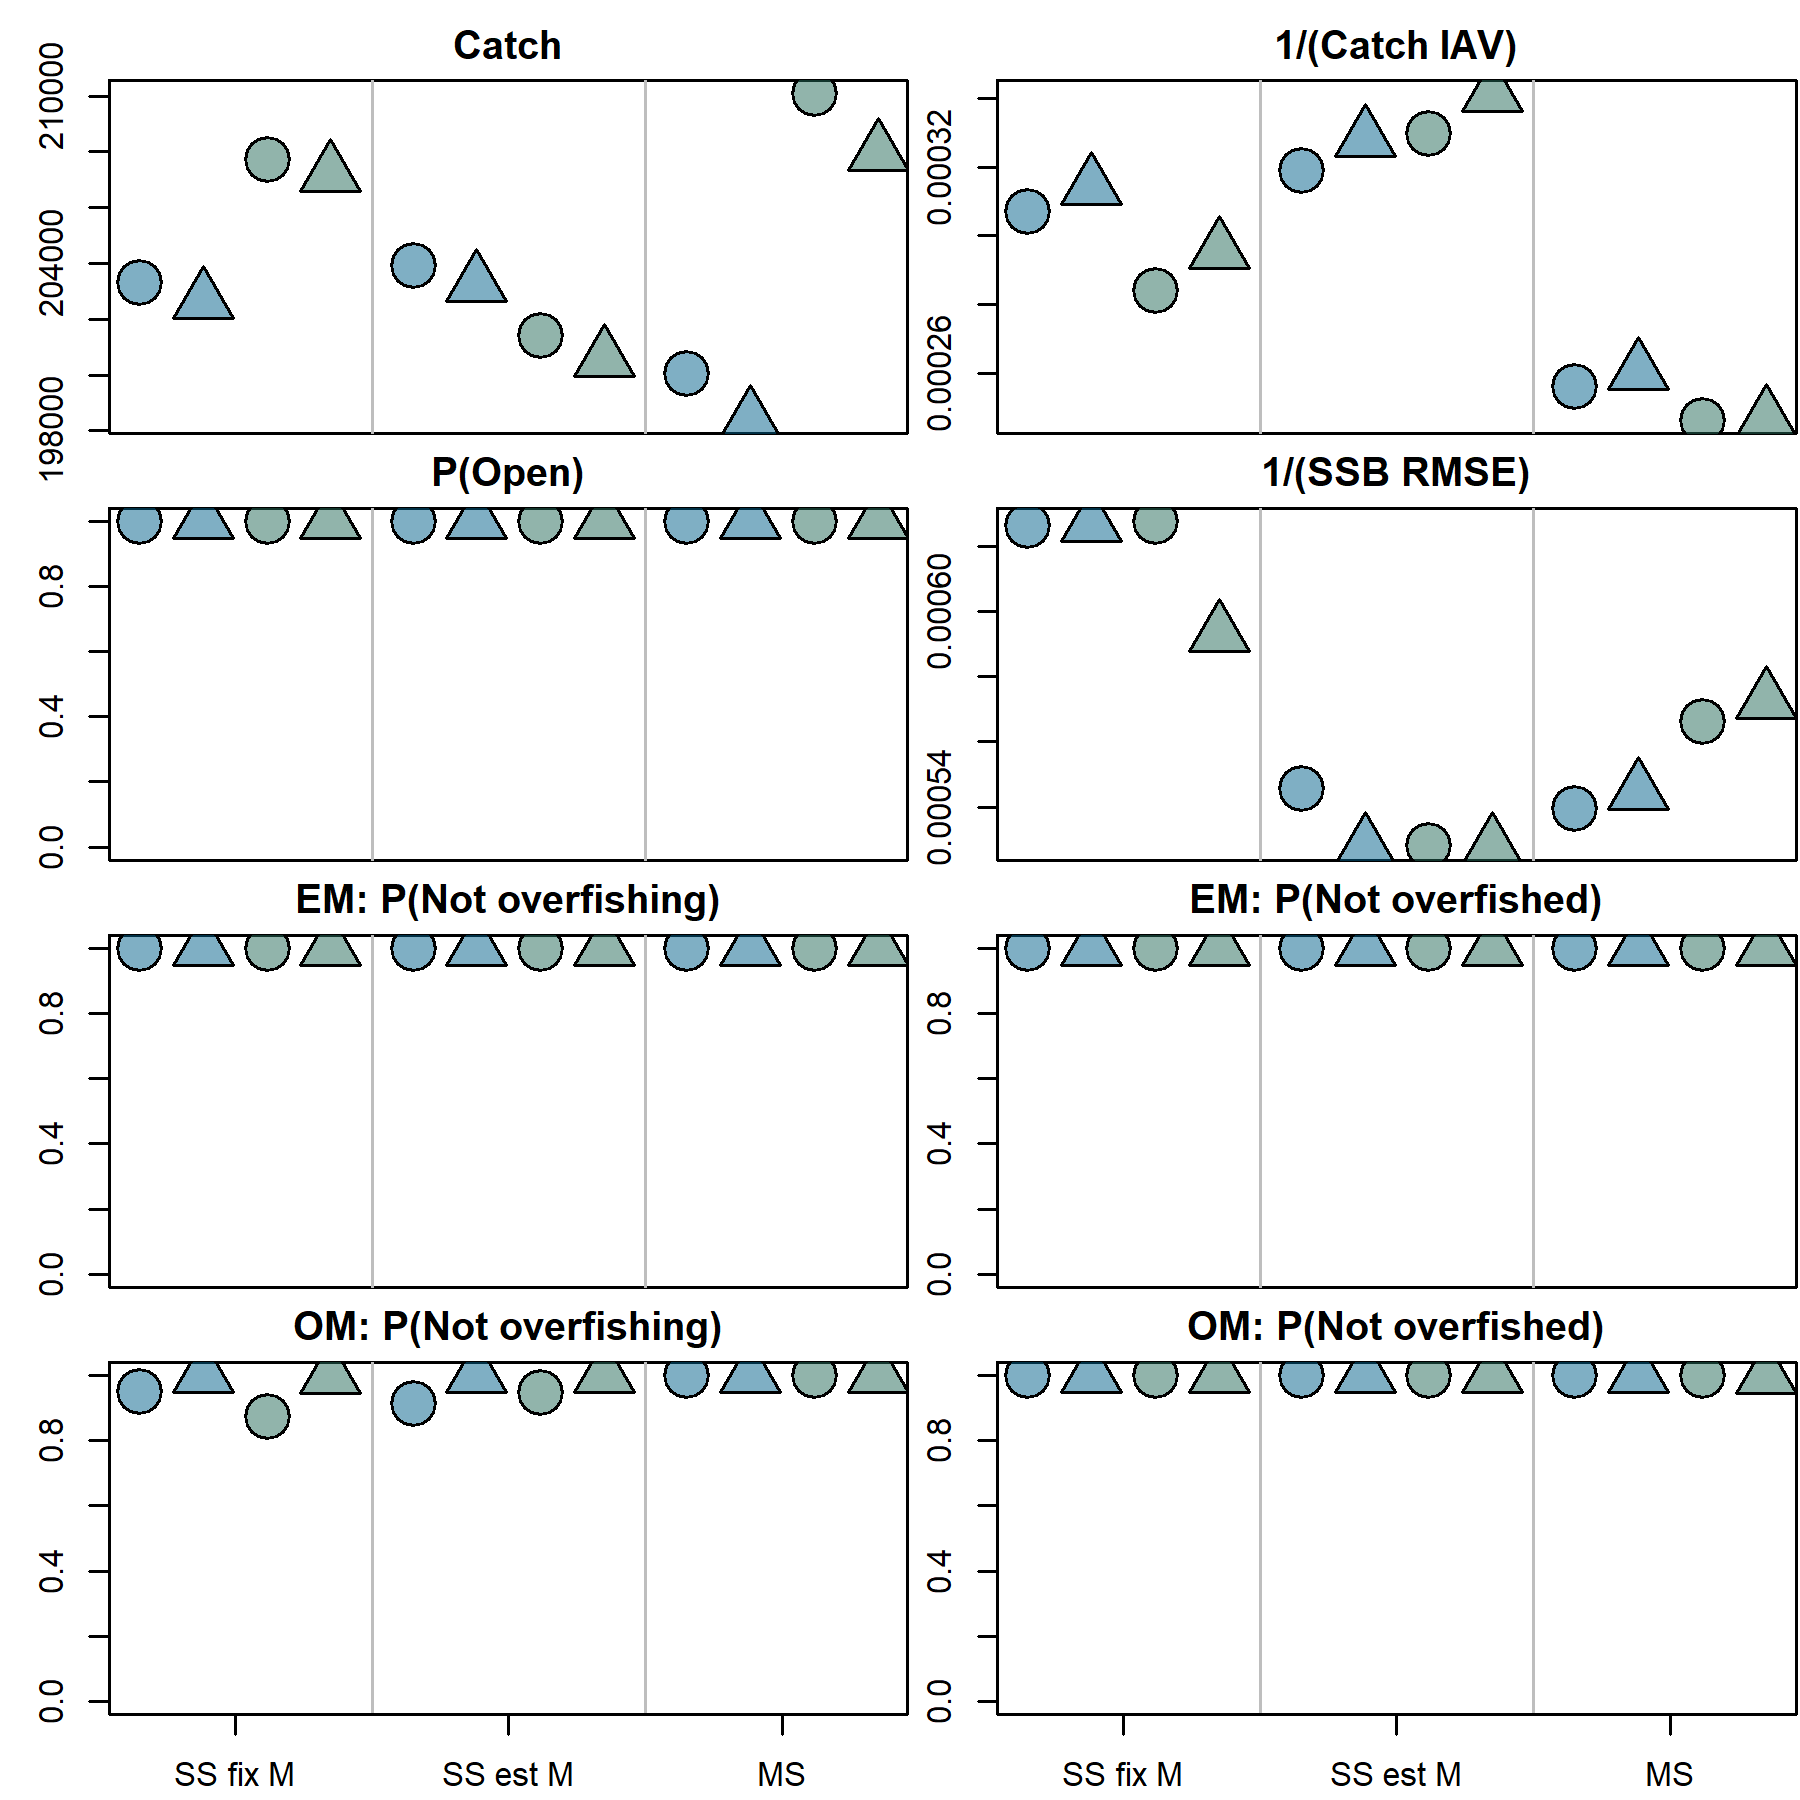 Catch
198000 204000 210000
1/(Catch IAV)
0.00026 0.00032
P(Open)
0.0 0.4 0.8
1/(SSB RMSE)
0.00054 0.00060
EM: P(Not overfishing)
0.0 0.4 0.8
EM: P(Not overfished)
0.0 0.4 0.8
OM: P(Not overfishing)
0.0 0.4 0.8
OM: P(Not overfished)
0.0 0.4 0.8
SS fix M SS est M MS
SS fix M SS est M MS